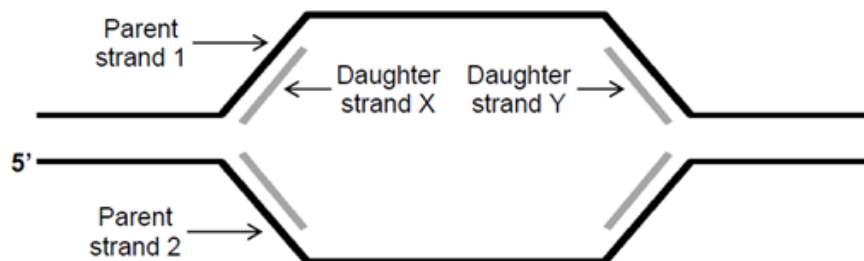 Parent
strand 1
Daughter
strand X
Daughter
strand Y
5’
Parent
strand 2